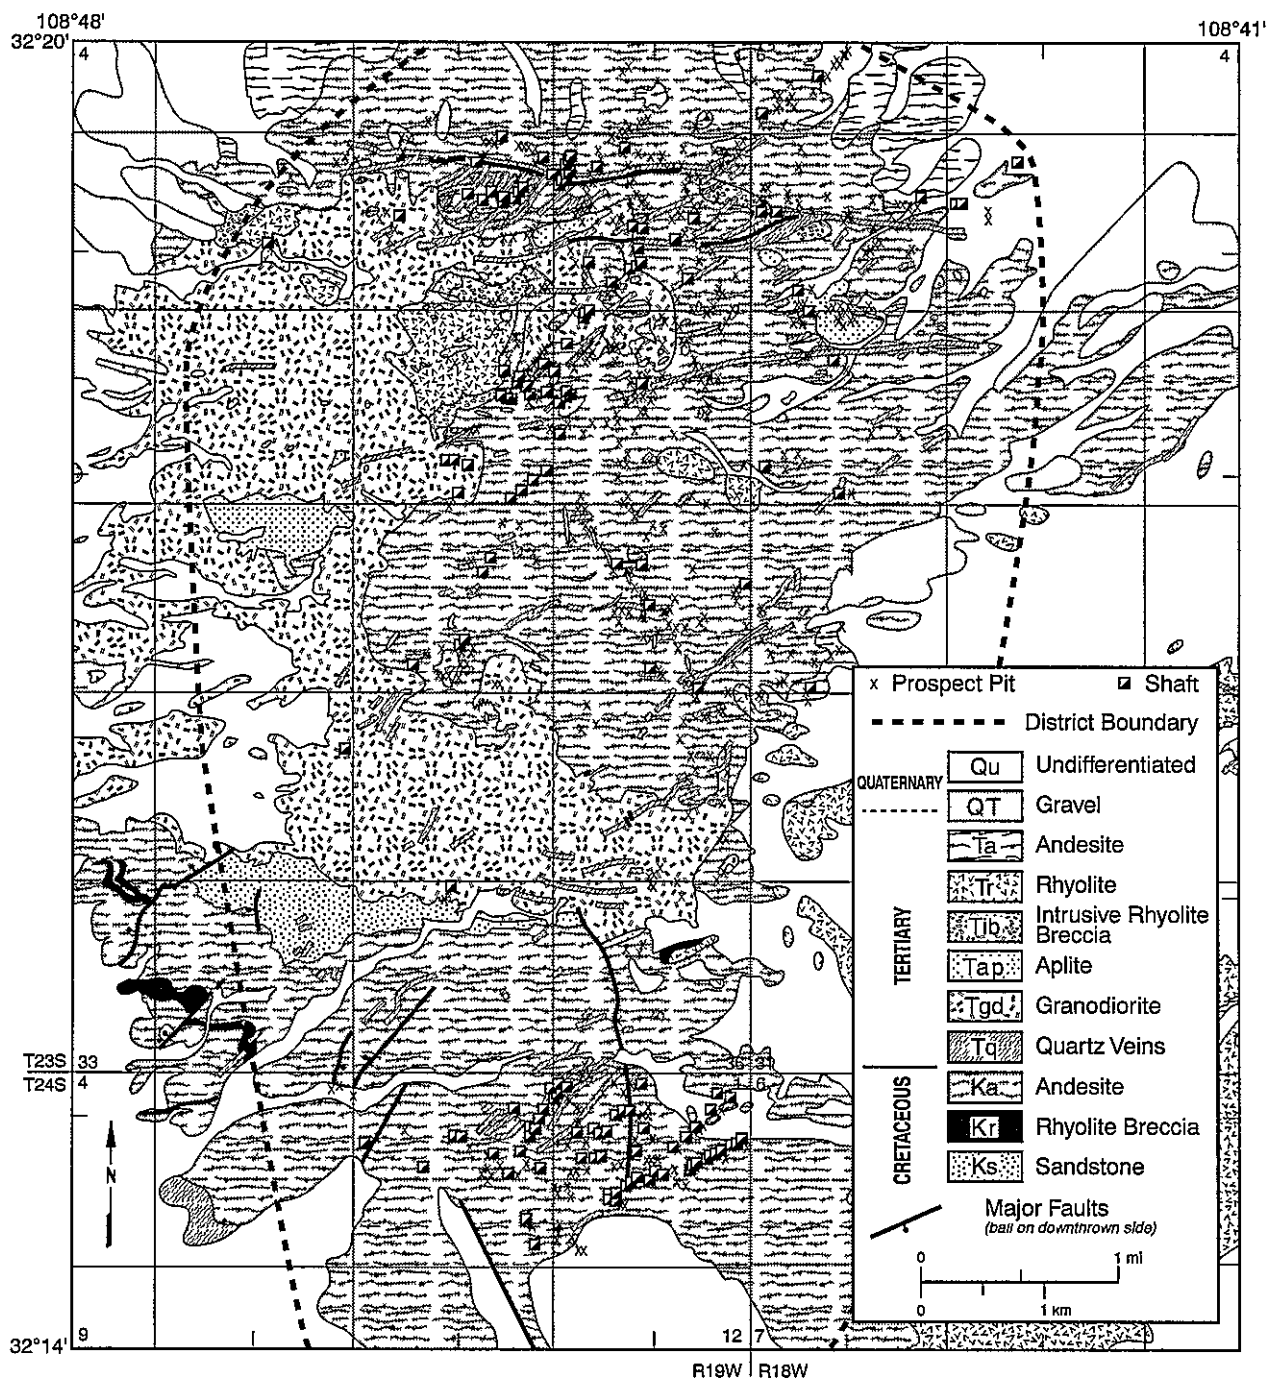 108°48'
32°20'
108°41'
4
6
4
x Prospect Pit
Shaft
District Boundary
QUATERNARY
Qu Undifferentiated
QT Gravel
TERTIARY
Ta Andesite
Tr Rhyolite
Tib Intrusive Rhyolite
Breccia
Tap Aplite
Tgd Granodiorite
Tq Quartz Veins
CRETACEOUS
Ka Andesite
Kr Rhyolite Breccia
Ks Sandstone
Major Faults
(ball on downthrown side)
0 1 mi
0 1 km
T23S 33
T24S 4
36 31
1 6
N
32°14'
9
12 7
R19W R18W